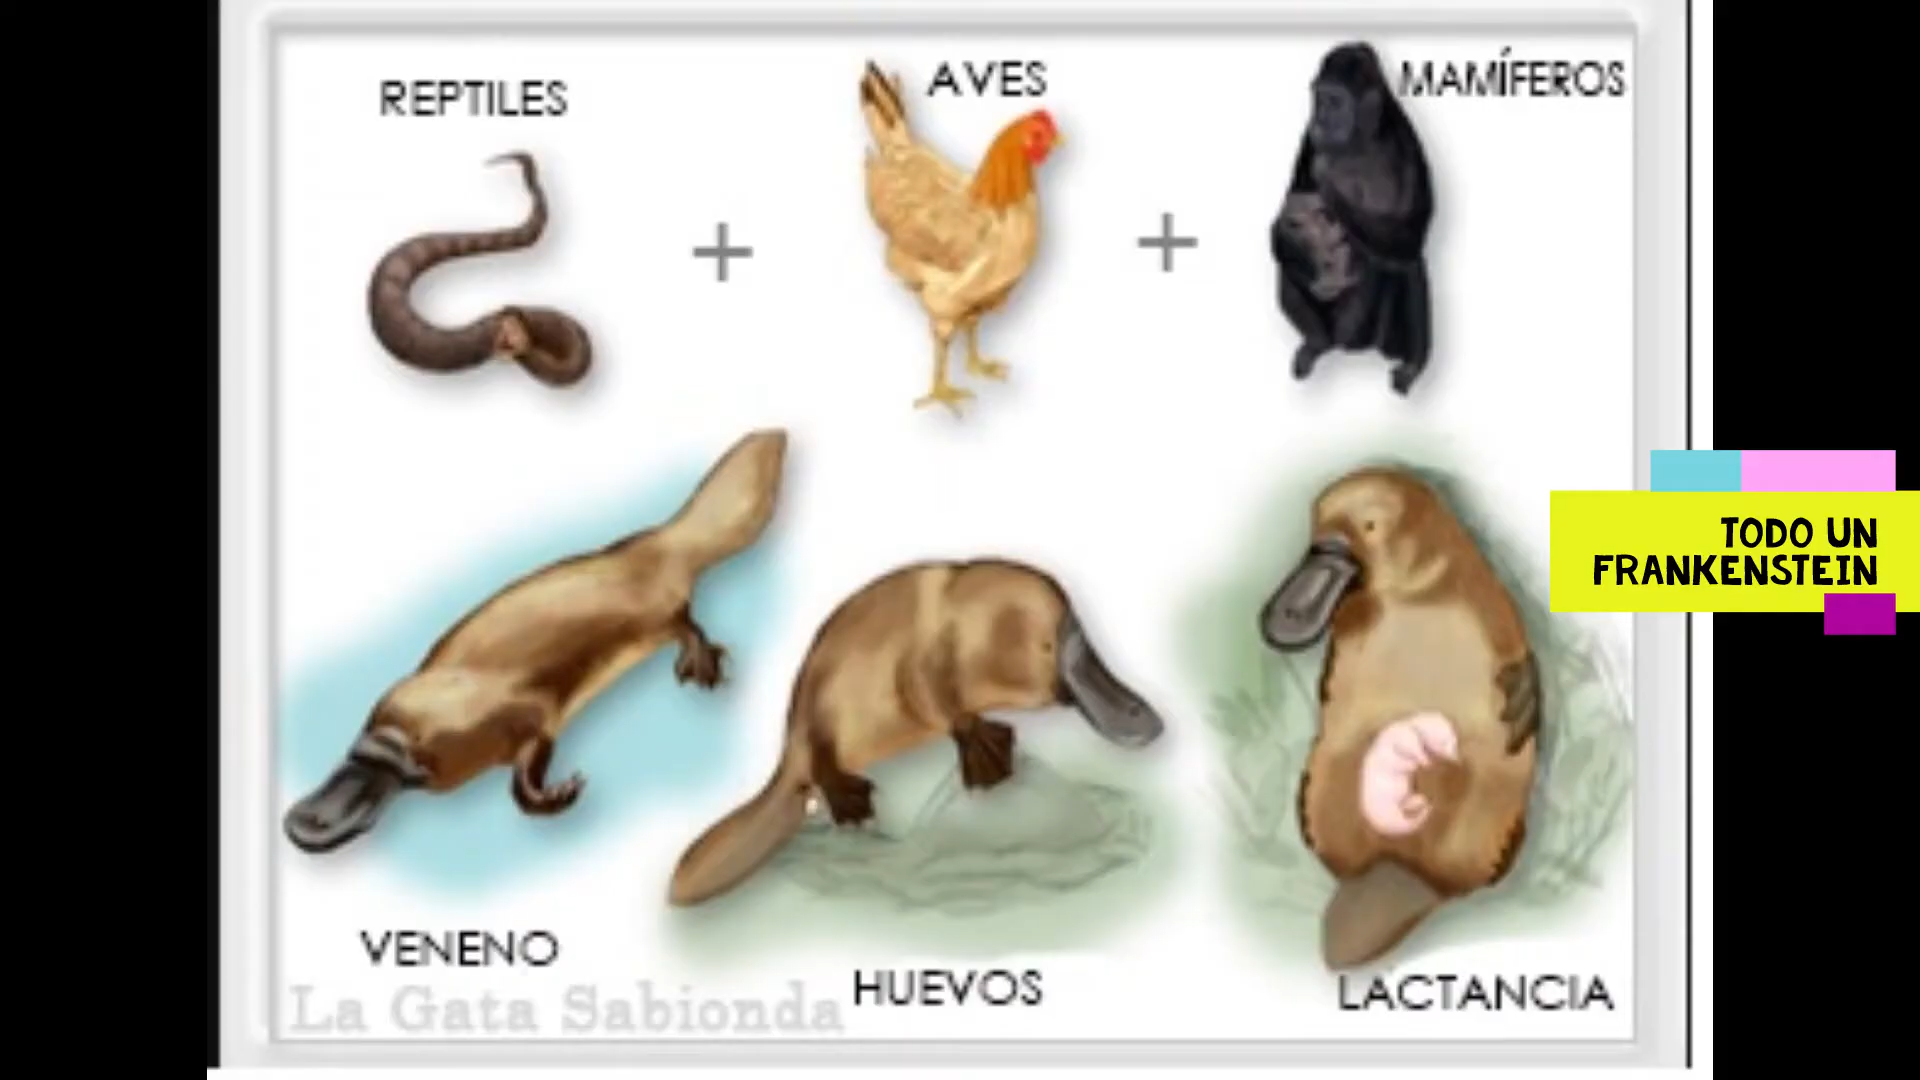 REPTILES
AVES
MAMÍFEROS
TODO UN
FRANKENSTEIN
VENENO
HUEVOS
LACTANCIA
La Gata Sabionda